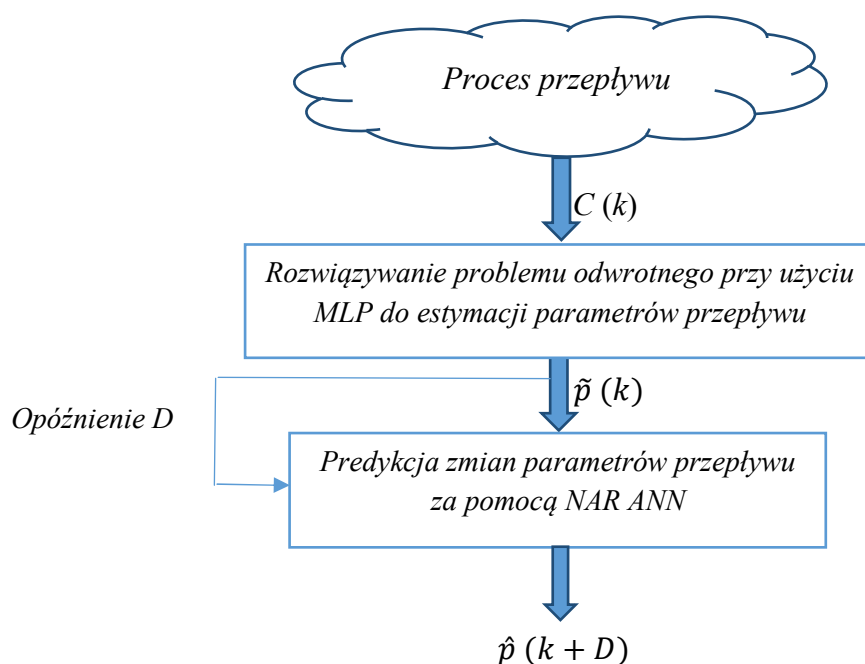 Proces przepływu
C (k)
Rozwiązywanie problemu odwrotnego przy użyciu
MLP do estymacji parametrów przepływu
p̃ (k)
Opóźnienie D
Predykcja zmian parametrów przepływu
za pomocą NAR ANN
p̂ (k + D)